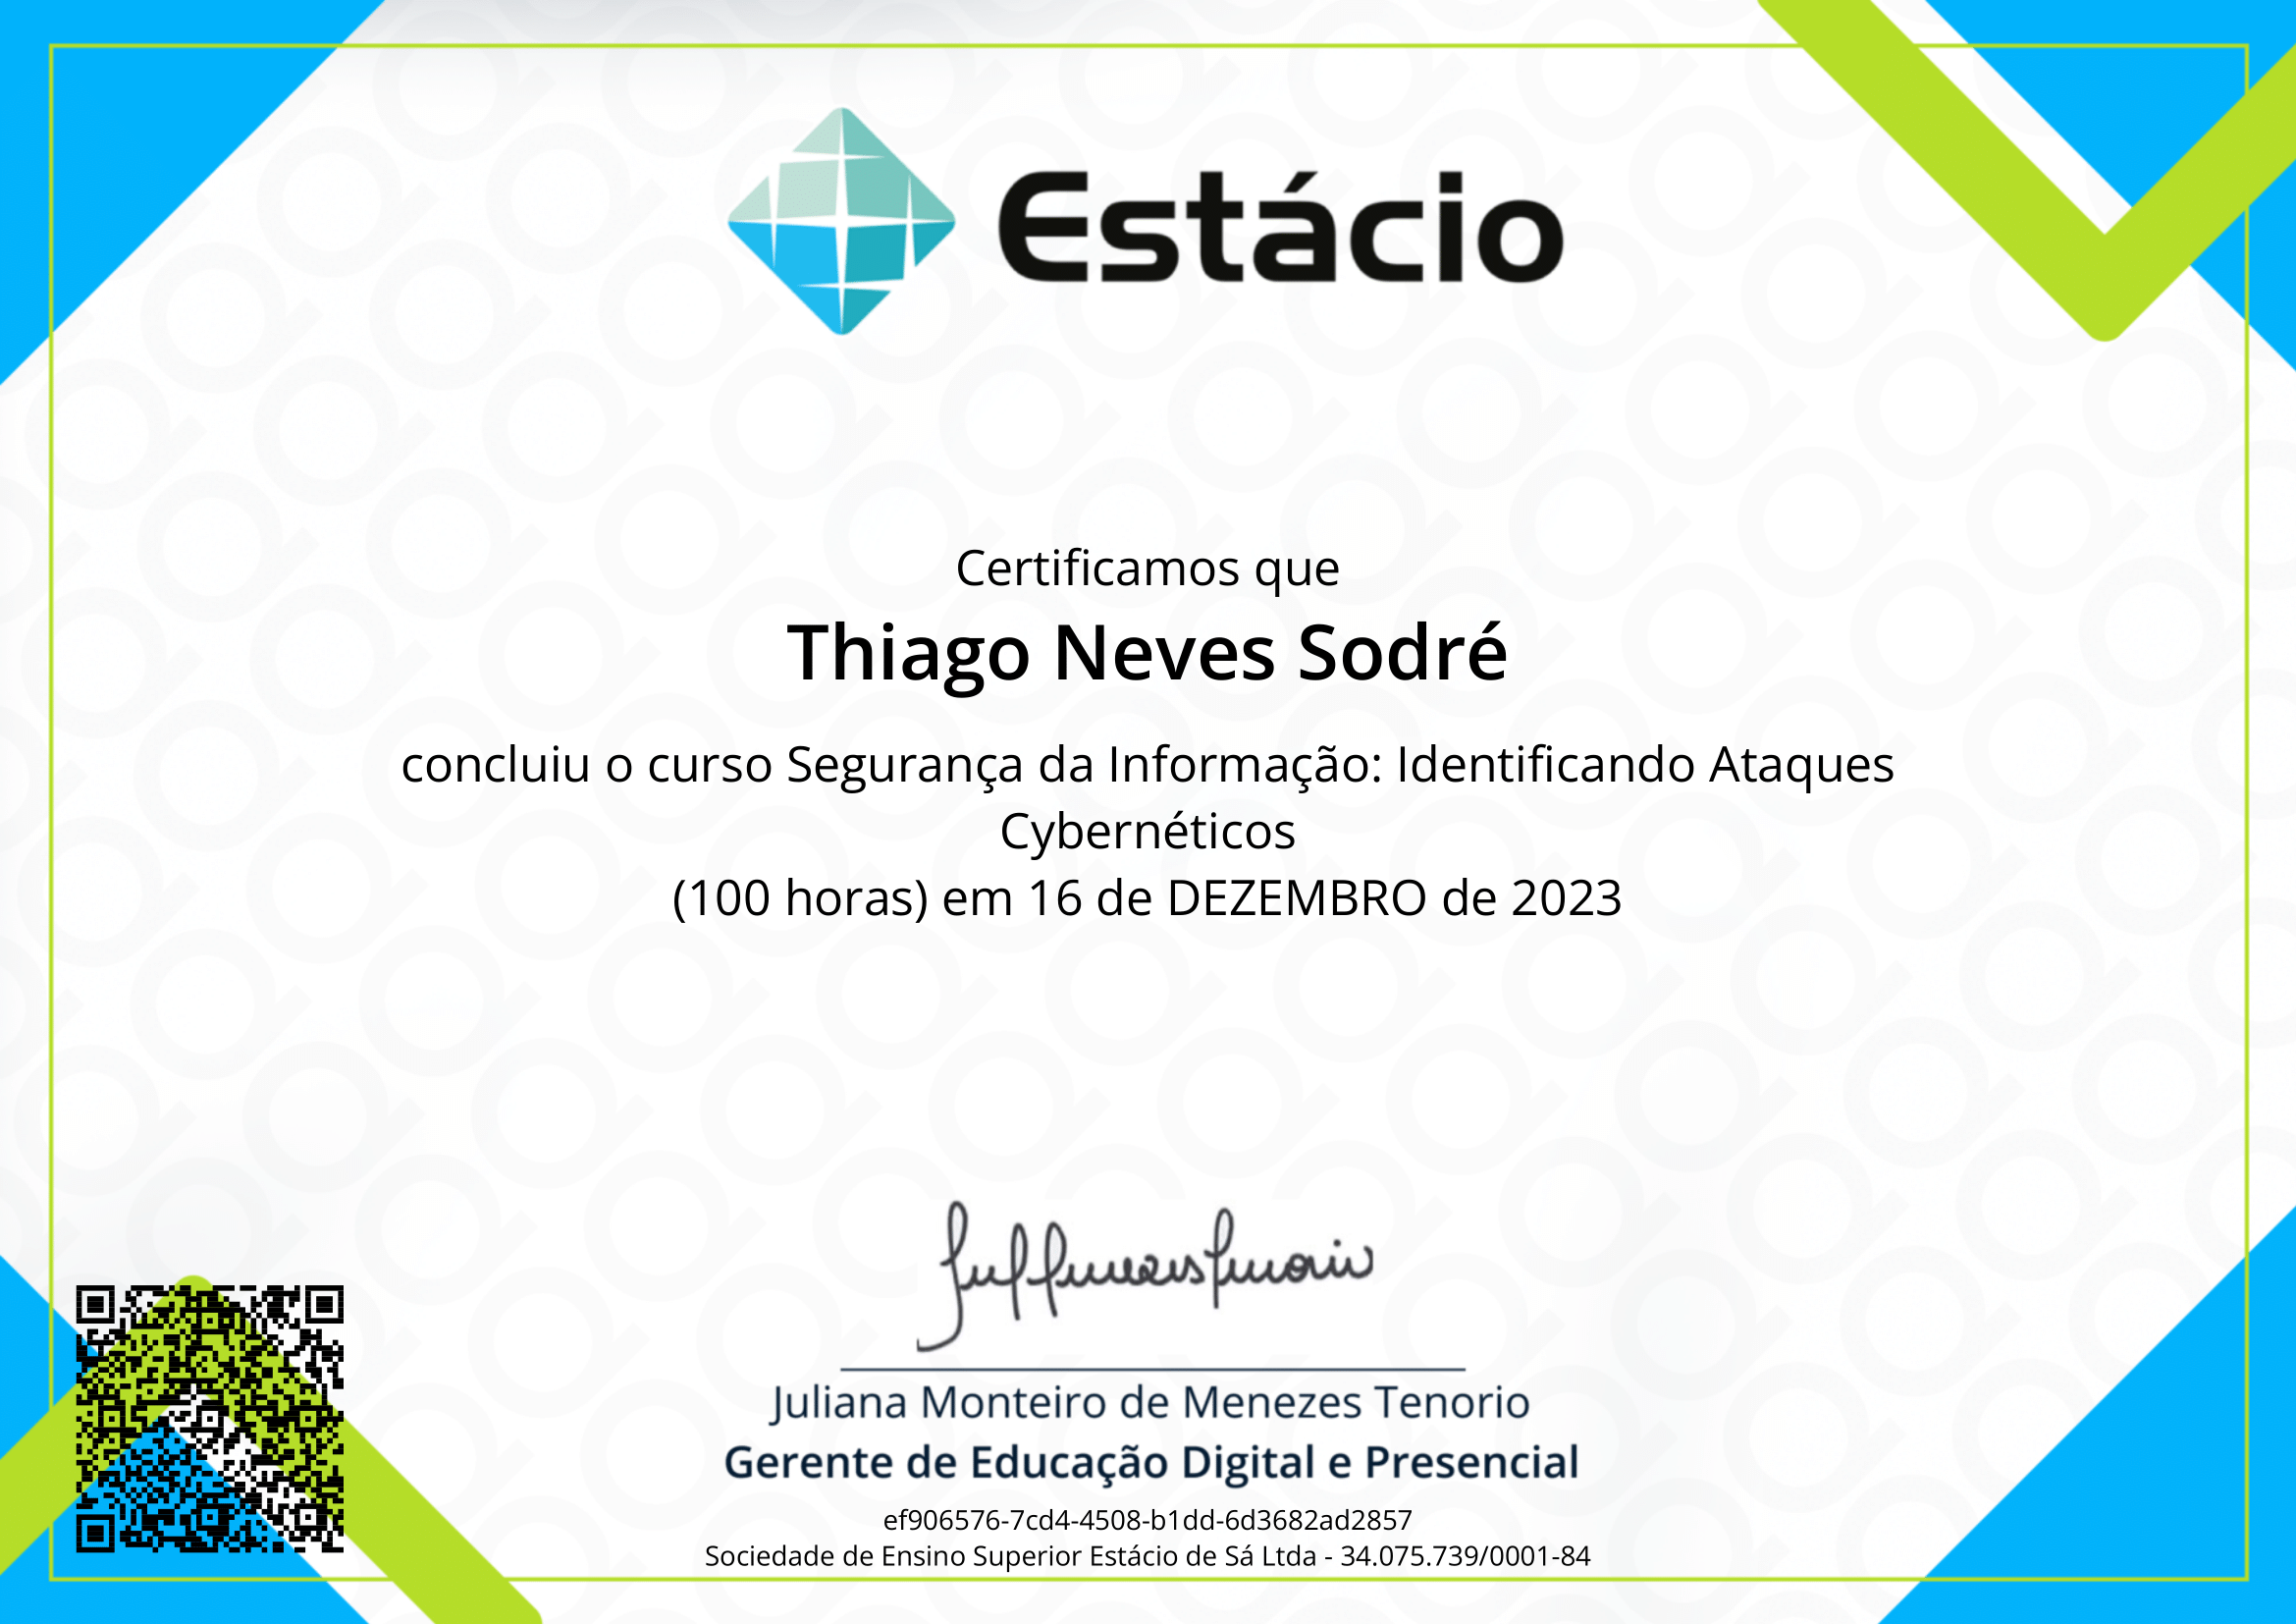 Estácio
Certificamos que
Thiago Neves Sodré
concluiu o curso Segurança da Informação: Identificando Ataques
Cybernéticos
(100 horas) em 16 de DEZEMBRO de 2023
Juliana Monteiro de Menezes Tenorio
Gerente de Educação Digital e Presencial
ef906576-7cd4-4508-b1dd-6d3682ad2857
Sociedade de Ensino Superior Estácio de Sá Ltda - 34.075.739/0001-84